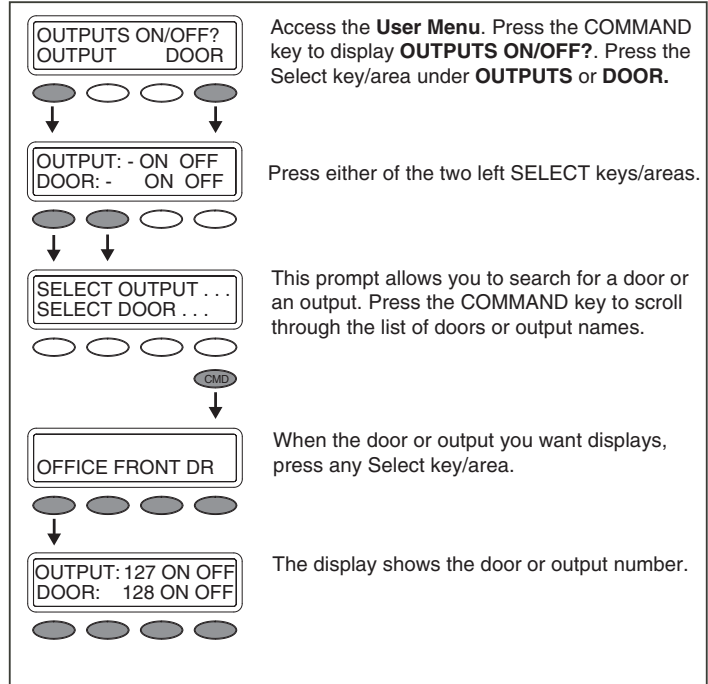 OUTPUTS ON/OFF?
OUTPUT DOOR
Access the User Menu. Press the COMMAND
key to display OUTPUTS ON/OFF?. Press the
Select key/area under OUTPUTS or DOOR.
OUTPUT: - ON OFF
DOOR: - ON OFF
Press either of the two left SELECT keys/areas.
SELECT OUTPUT . . .
SELECT DOOR . . .
This prompt allows you to search for a door or
an output. Press the COMMAND key to scroll
through the list of doors or output names.
CMD
OFFICE FRONT DR
When the door or output you want displays,
press any Select key/area.
OUTPUT: 127 ON OFF
DOOR: 128 ON OFF
The display shows the door or output number.